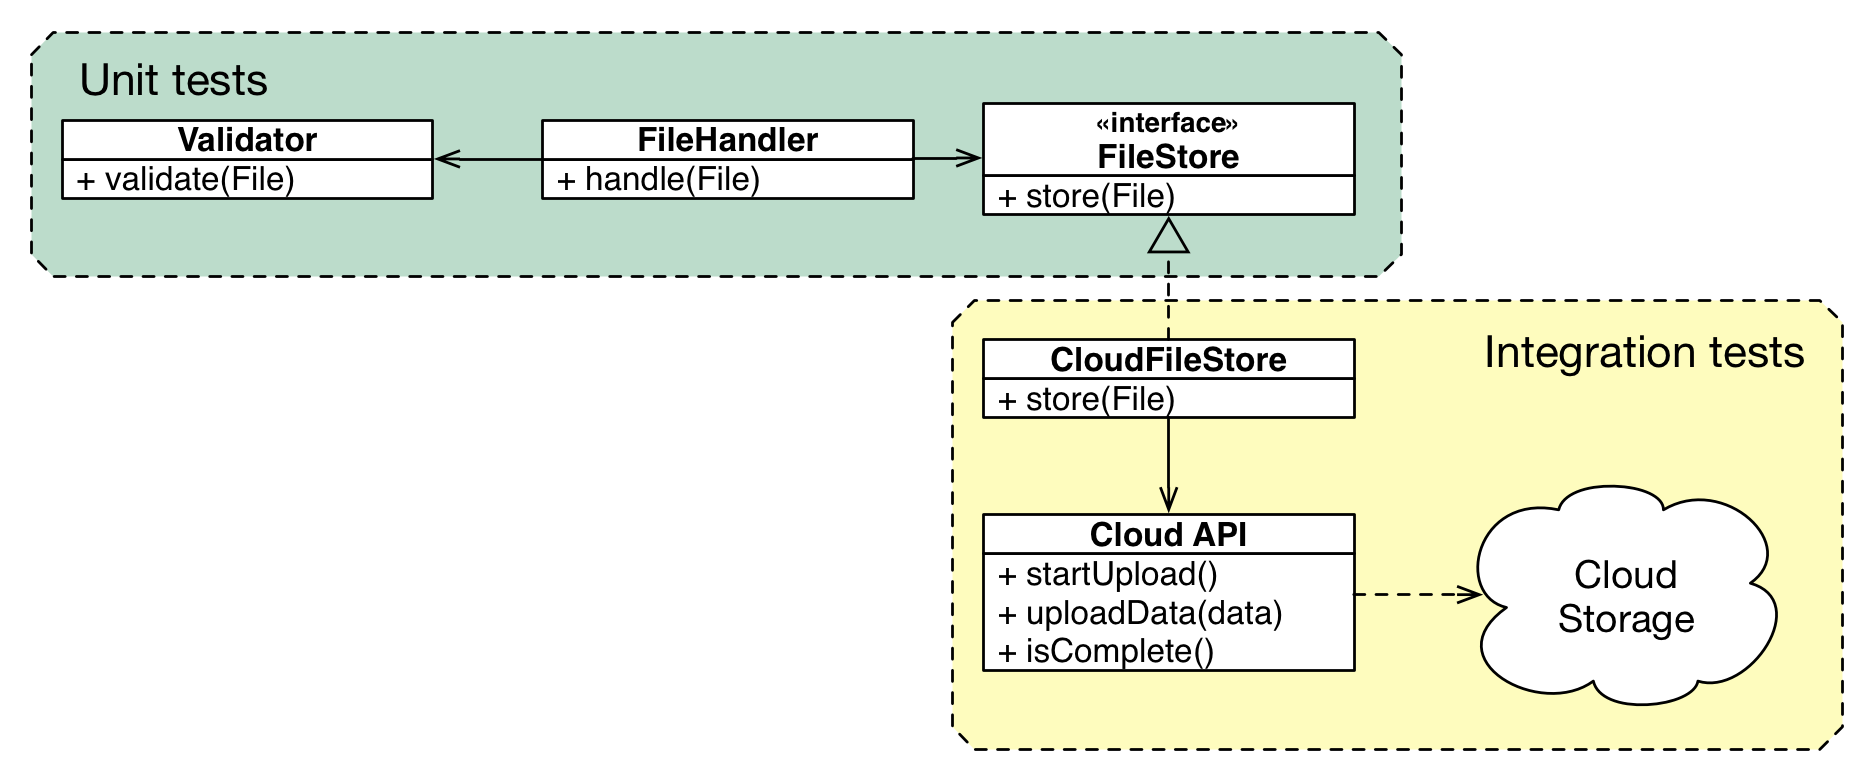 Unit tests
Validator
+ validate(File)
FileHandler
+ handle(File)
«interface»
FileStore
+ store(File)
Integration tests
CloudFileStore
+ store(File)
Cloud API
+ startUpload()
+ uploadData(data)
+ isComplete()
Cloud
Storage